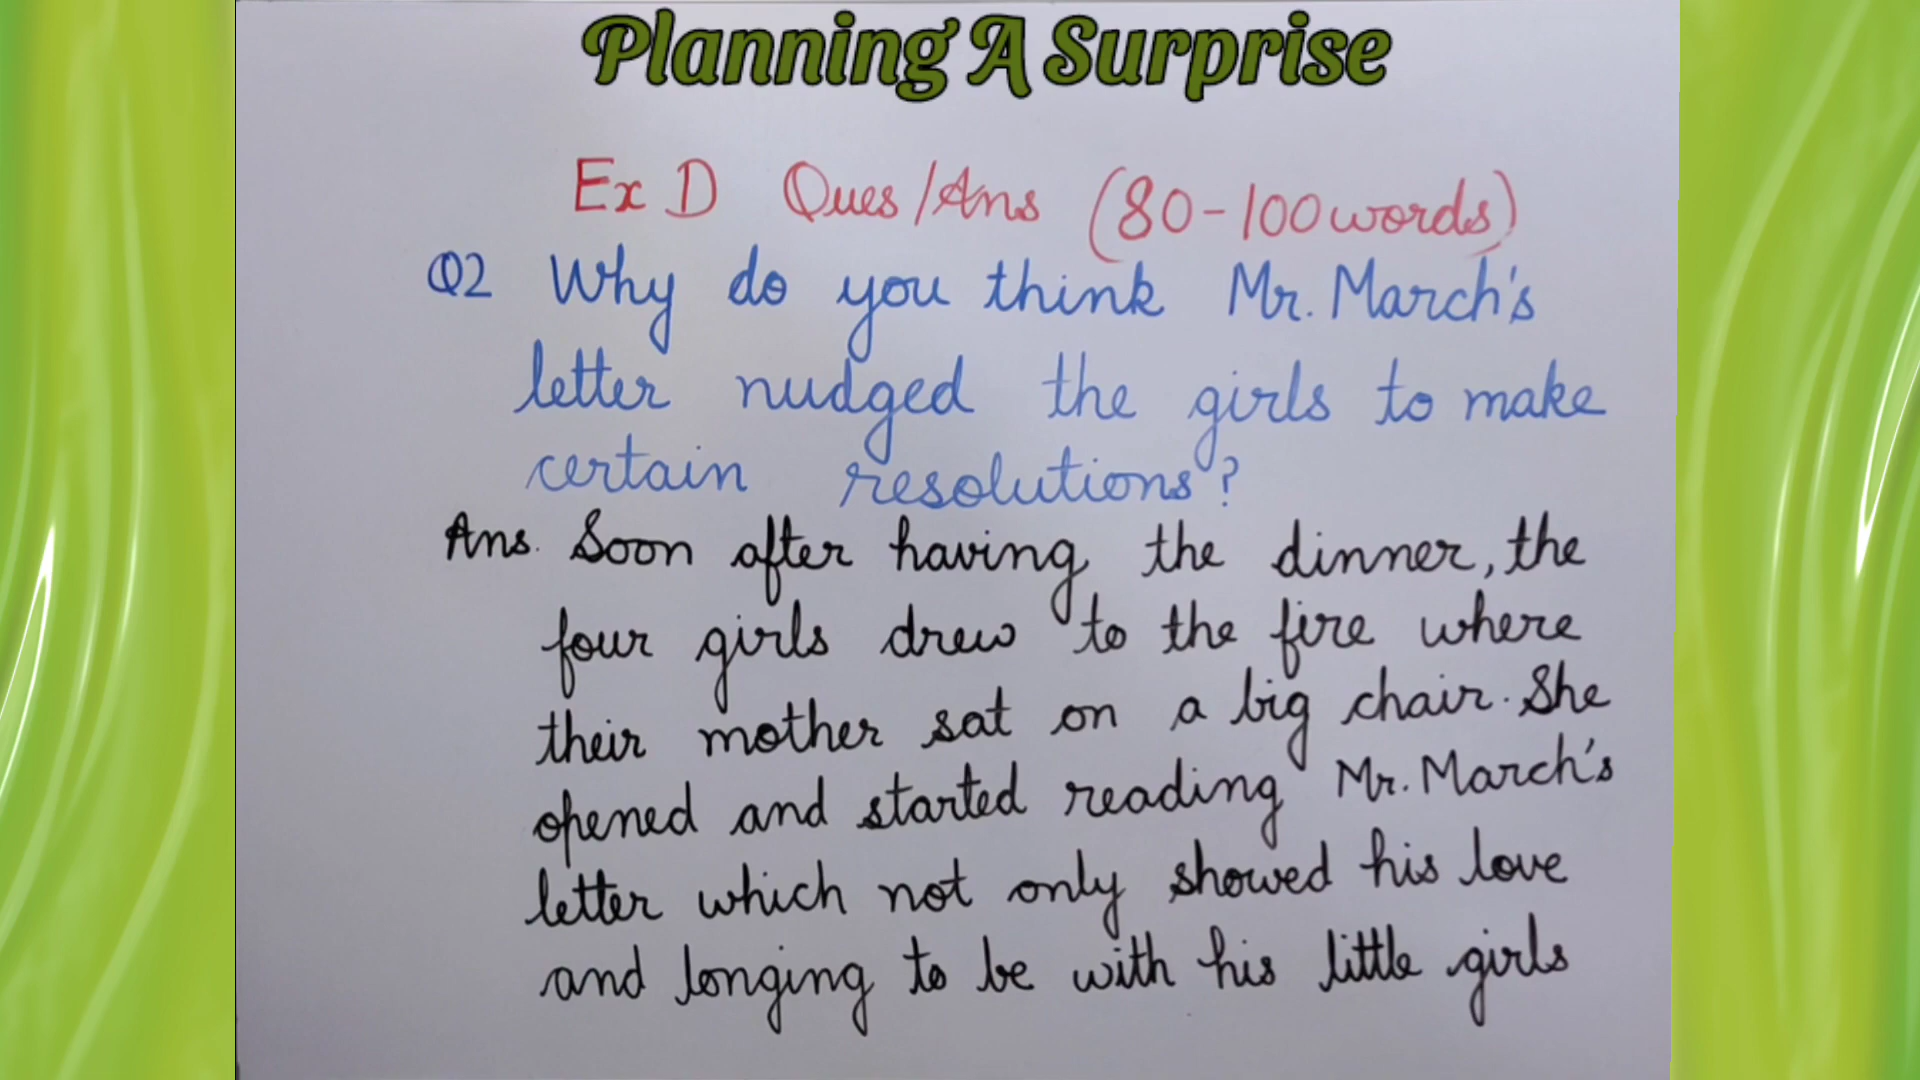 Planning A Surprise
Ex D Ques/Ans (80-100 words)
Q2 Why do you think Mr. March's
letter nudged the girls to make
certain resolutions?
Ans. Soon after having the dinner, the
four girls drew to the fire where
their mother sat on a big chair. She
opened and started reading Mr. March's
letter which not only showed his love
and longing to be with his little girls